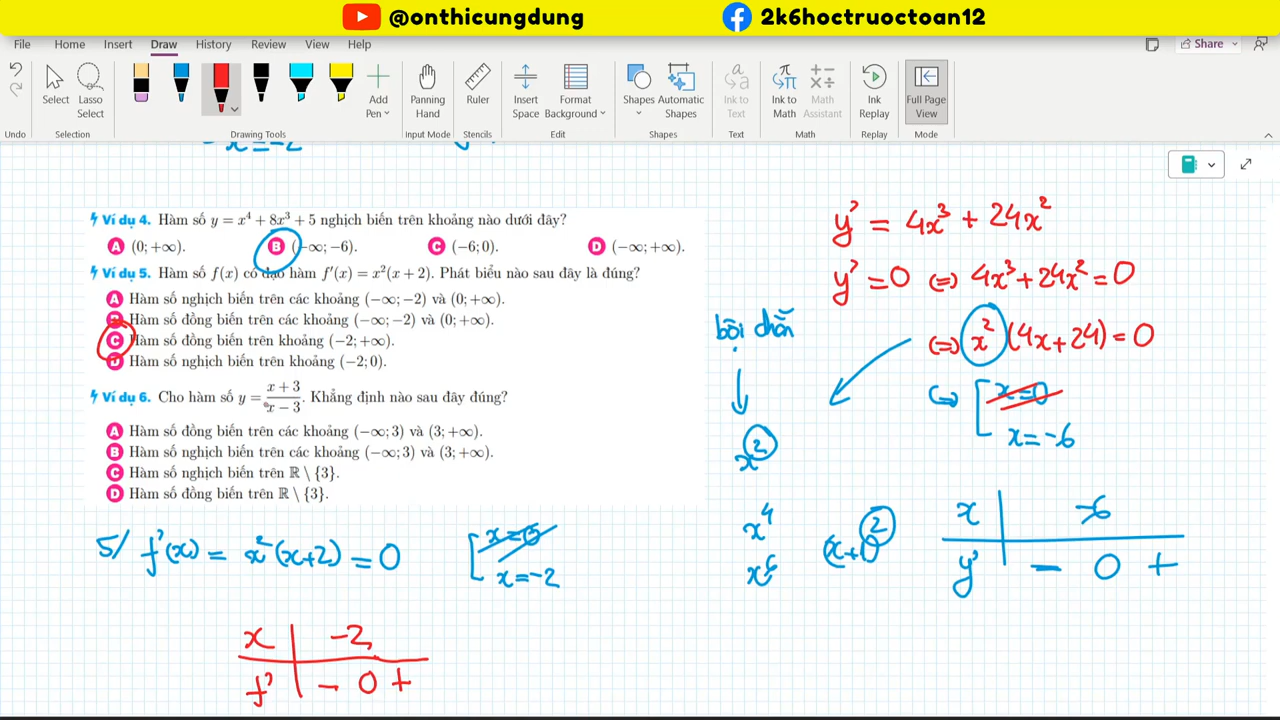 @onthicungdung 2k6hoctructoan12
File Home Insert Draw History Review View Help Share
Select Lasso Select Add Pen Panning Hand Ruler Insert Space Format Background Shapes Automatic Shapes Ink to Text Ink to Math Math Assistant Ink Replay Full Page View
Undo Selection Drawing Tools Input Mode Stencils Edit Shapes Text Math Replay Mode
x = -2
Ví dụ 4. Hàm số y = x⁴ + 8x³ + 5 nghịch biến trên khoảng nào dưới đây?
A (0; +∞). B (-∞; -6). C (-6; 0). D (-∞; +∞).
Ví dụ 5. Hàm số f(x) có đạo hàm f′(x) = x²(x + 2). Phát biểu nào sau đây là đúng?
A Hàm số nghịch biến trên các khoảng (-∞; -2) và (0; +∞).
B Hàm số đồng biến trên các khoảng (-∞; -2) và (0; +∞).
C Hàm số đồng biến trên khoảng (-2; +∞).
D Hàm số nghịch biến trên khoảng (-2; 0).
Ví dụ 6. Cho hàm số y = (x + 3)/(x - 3). Khẳng định nào sau đây đúng?
A Hàm số đồng biến trên các khoảng (-∞; 3) và (3; +∞).
B Hàm số nghịch biến trên các khoảng (-∞; 3) và (3; +∞).
C Hàm số nghịch biến trên ℝ \ {3}.
D Hàm số đồng biến trên ℝ \ {3}.
y' = 4x³ + 24x²
y' = 0 ⇔ 4x³ + 24x² = 0
⇔ x² (4x + 24) = 0
⇔ [ x = 0
x = -6
bội chẵn
x²
x⁴
x⁶
(x+1)²
x -6
y' - 0 +
5/ f'(x) = x²(x+2) = 0
[ x = 0
x = -2
x -2
f' - 0 +